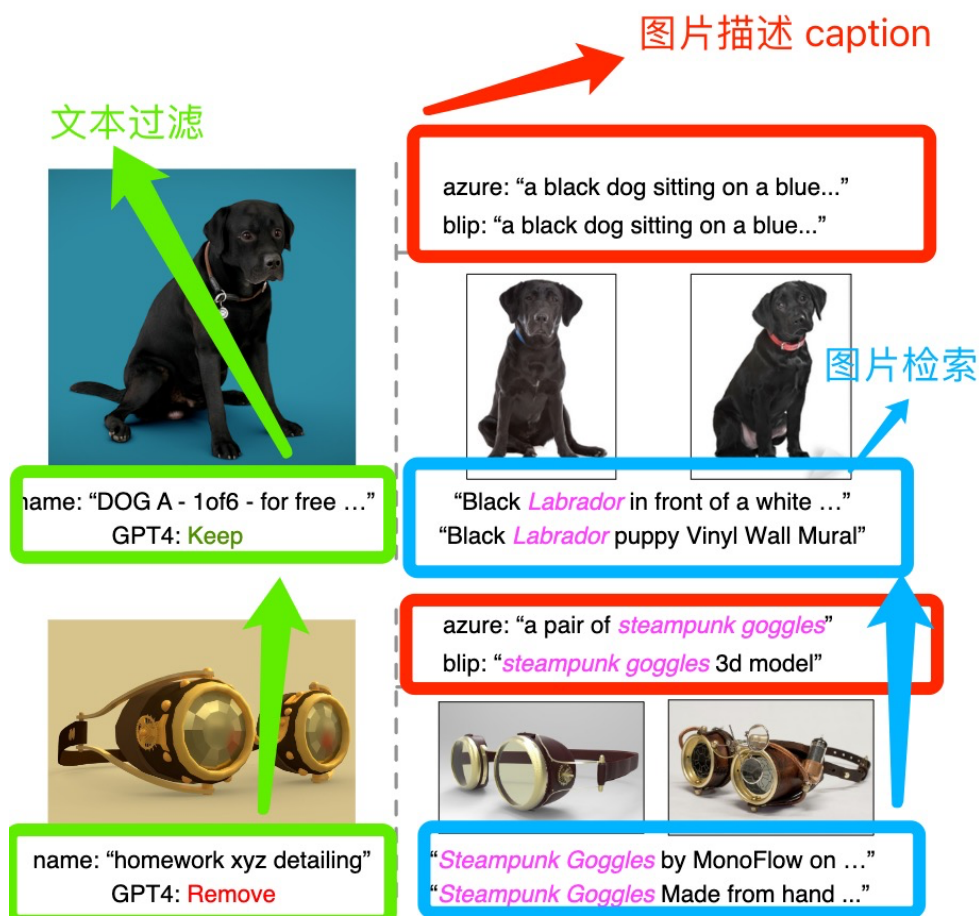 图片描述 caption
文本过滤
azure: “a black dog sitting on a blue...”
blip: “a black dog sitting on a blue...”
图片检索
name: “DOG A - 1of6 - for free …”
GPT4: Keep
“Black Labrador in front of a white …”
“Black Labrador puppy Vinyl Wall Mural”
azure: “a pair of steampunk goggles”
blip: “steampunk goggles 3d model”
name: “homework xyz detailing”
GPT4: Remove
“Steampunk Goggles by MonoFlow on …”
“Steampunk Goggles Made from hand ...”